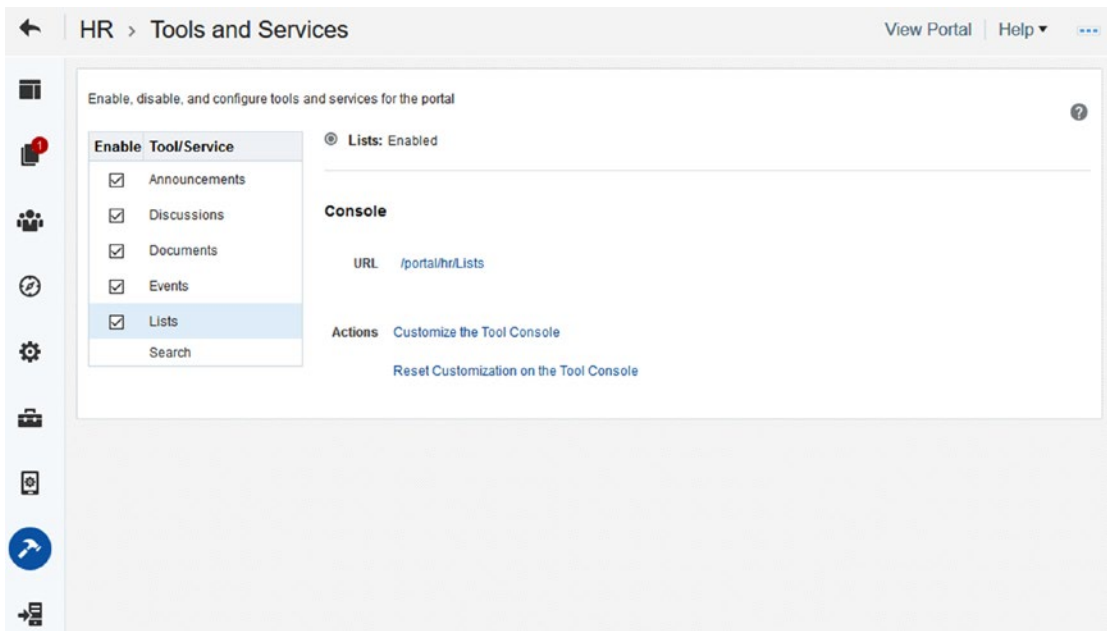 HR > Tools and Services
View Portal
Help
1
Enable, disable, and configure tools and services for the portal
Enable Tool/Service
Announcements
Discussions
Documents
Events
Lists
Search
Lists: Enabled
Console
URL /portal/hr/Lists
Actions Customize the Tool Console
Reset Customization on the Tool Console